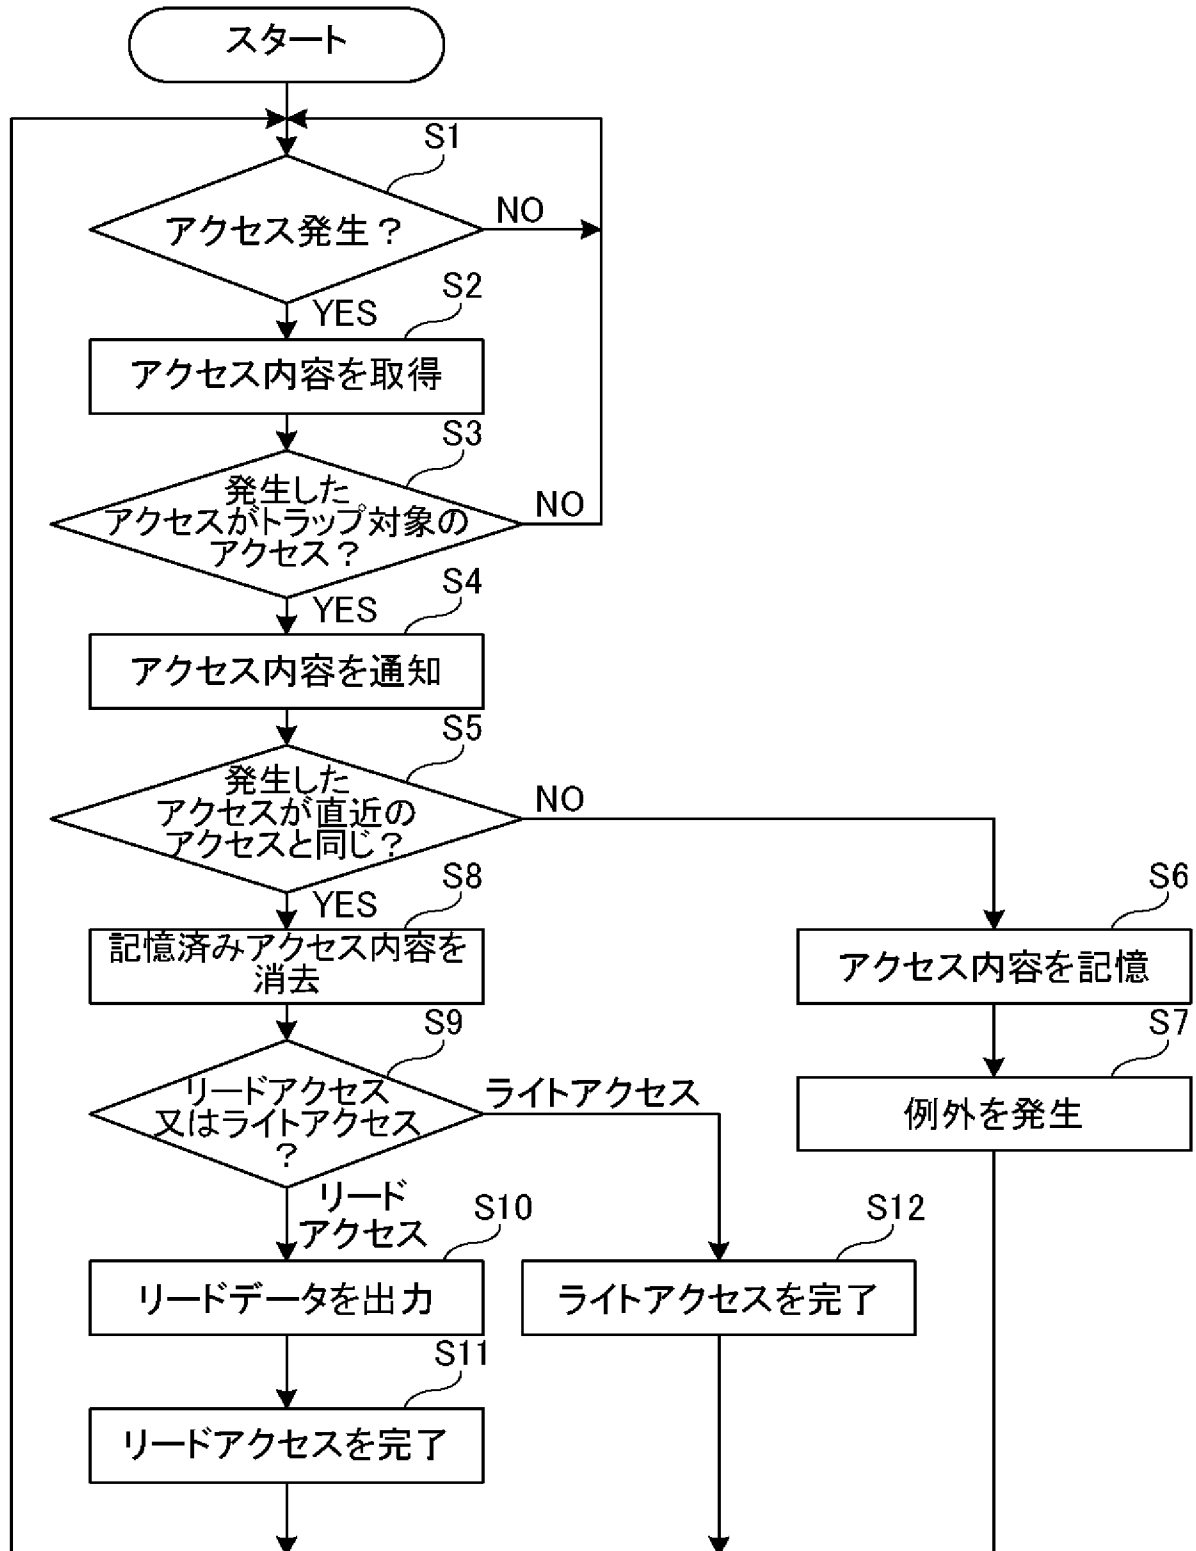 スタート
S1
アクセス発生？
NO
S2
YES
アクセス内容を取得
S3
発生した
アクセスがトラップ対象の
アクセス？
NO
S4
YES
アクセス内容を通知
S5
発生した
アクセスが直近の
アクセスと同じ？
NO
S8
YES
記憶済みアクセス内容を
消去
S6
アクセス内容を記憶
S9
リードアクセス
又はライトアクセス
？
ライトアクセス
S7
例外を発生
リード
アクセス
S10
リードデータを出力
S12
ライトアクセスを完了
S11
リードアクセスを完了